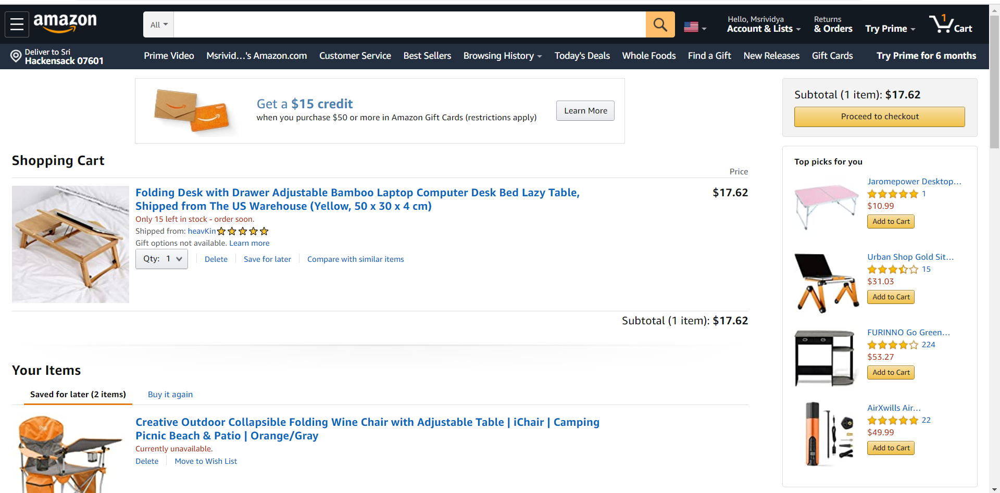 amazon
All
Hello, Msrividya
Account & Lists
Returns
& Orders
Try Prime
1
Cart
Deliver to Sri
Hackensack 07601
Prime Video
Msrivid...'s Amazon.com
Customer Service
Best Sellers
Browsing History
Today's Deals
Whole Foods
Find a Gift
New Releases
Gift Cards
Try Prime for 6 months
Get a $15 credit
when you purchase $50 or more in Amazon Gift Cards (restrictions apply)
Learn More
Subtotal (1 item): $17.62
Proceed to checkout
Shopping Cart
Price
Folding Desk with Drawer Adjustable Bamboo Laptop Computer Desk Bed Lazy Table,
Shipped from The US Warehouse (Yellow, 50 x 30 x 4 cm)
$17.62
Only 15 left in stock - order soon.
Shipped from: heavKin
Gift options not available. Learn more
Qty: 1
Delete
Save for later
Compare with similar items
Subtotal (1 item): $17.62
Your Items
Saved for later (2 items)
Buy it again
Creative Outdoor Collapsible Folding Wine Chair with Adjustable Table | iChair | Camping
Picnic Beach & Patio | Orange/Gray
Currently unavailable.
Delete
Move to Wish List
Top picks for you
Jaromepower Desktop...
1
$10.99
Add to Cart
Urban Shop Gold Sit...
15
$31.03
Add to Cart
FURINNO Go Green...
224
$53.27
Add to Cart
AirXwills Air...
22
$49.99
Add to Cart